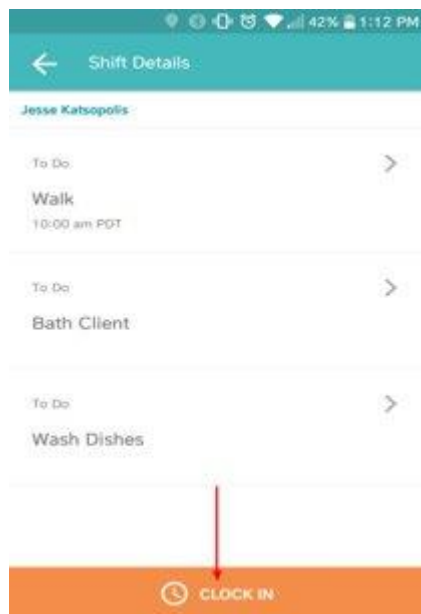 42% 1:12 PM
Shift Details
Jesse Katsopolis
To Do
Walk
10:00 am PDT
To Do
Bath Client
To Do
Wash Dishes
CLOCK IN